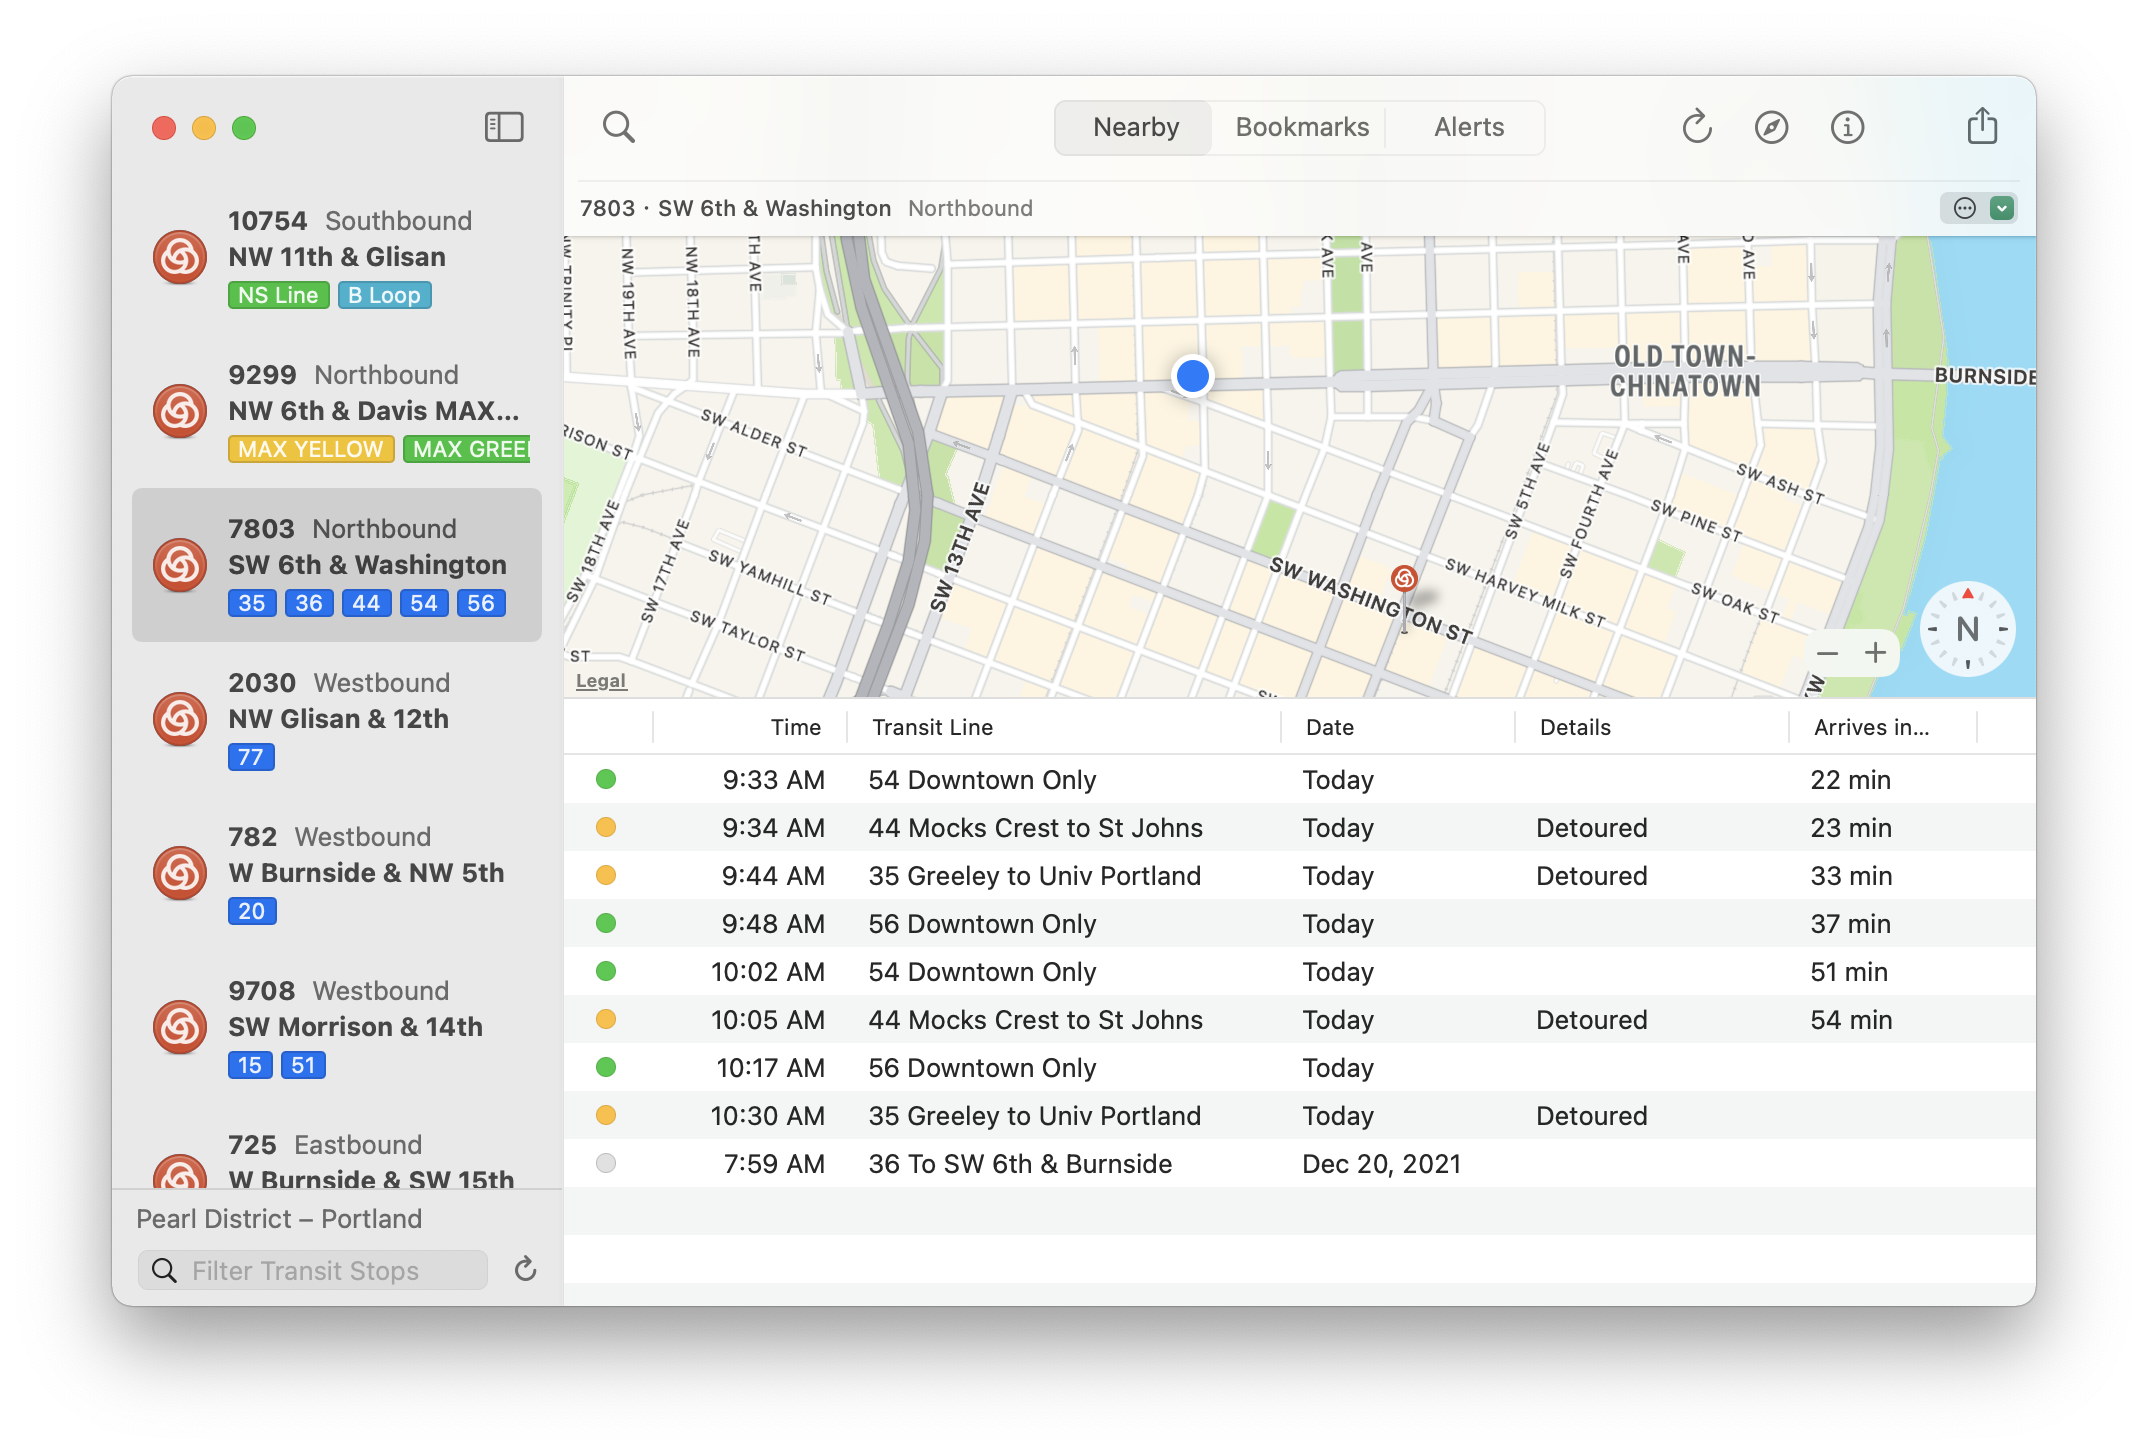 10754 Southbound
NW 11th & Glisan
NS Line B Loop
9299 Northbound
NW 6th & Davis MAX...
MAX YELLOW MAX GREE
7803 Northbound
SW 6th & Washington
35 36 44 54 56
2030 Westbound
NW Glisan & 12th
77
782 Westbound
W Burnside & NW 5th
20
9708 Westbound
SW Morrison & 14th
15 51
725 Eastbound
W Burnside & SW 15th
Pearl District – Portland
Filter Transit Stops
Nearby Bookmarks Alerts
7803 · SW 6th & Washington Northbound
NW TRINITY PL
NW 19TH AVE
NW 18TH AVE
TH AVE
AVE
AVE
AVE
AVE
OLD TOWN-
CHINATOWN
BURNSIDE
SW ALDER ST
RISON ST
SW 18TH AVE
SW 17TH AVE
SW YAMHILL ST
SW TAYLOR ST
ST
SW 13TH AVE
SW WASHINGTON ST
SW HARVEY MILK ST
SW 5TH AVE
SW FOURTH AVE
SW ASH ST
SW PINE ST
SW OAK ST
N
− +
Legal
Time Transit Line Date Details Arrives in...
9:33 AM 54 Downtown Only Today 22 min
9:34 AM 44 Mocks Crest to St Johns Today Detoured 23 min
9:44 AM 35 Greeley to Univ Portland Today Detoured 33 min
9:48 AM 56 Downtown Only Today 37 min
10:02 AM 54 Downtown Only Today 51 min
10:05 AM 44 Mocks Crest to St Johns Today Detoured 54 min
10:17 AM 56 Downtown Only Today
10:30 AM 35 Greeley to Univ Portland Today Detoured
7:59 AM 36 To SW 6th & Burnside Dec 20, 2021